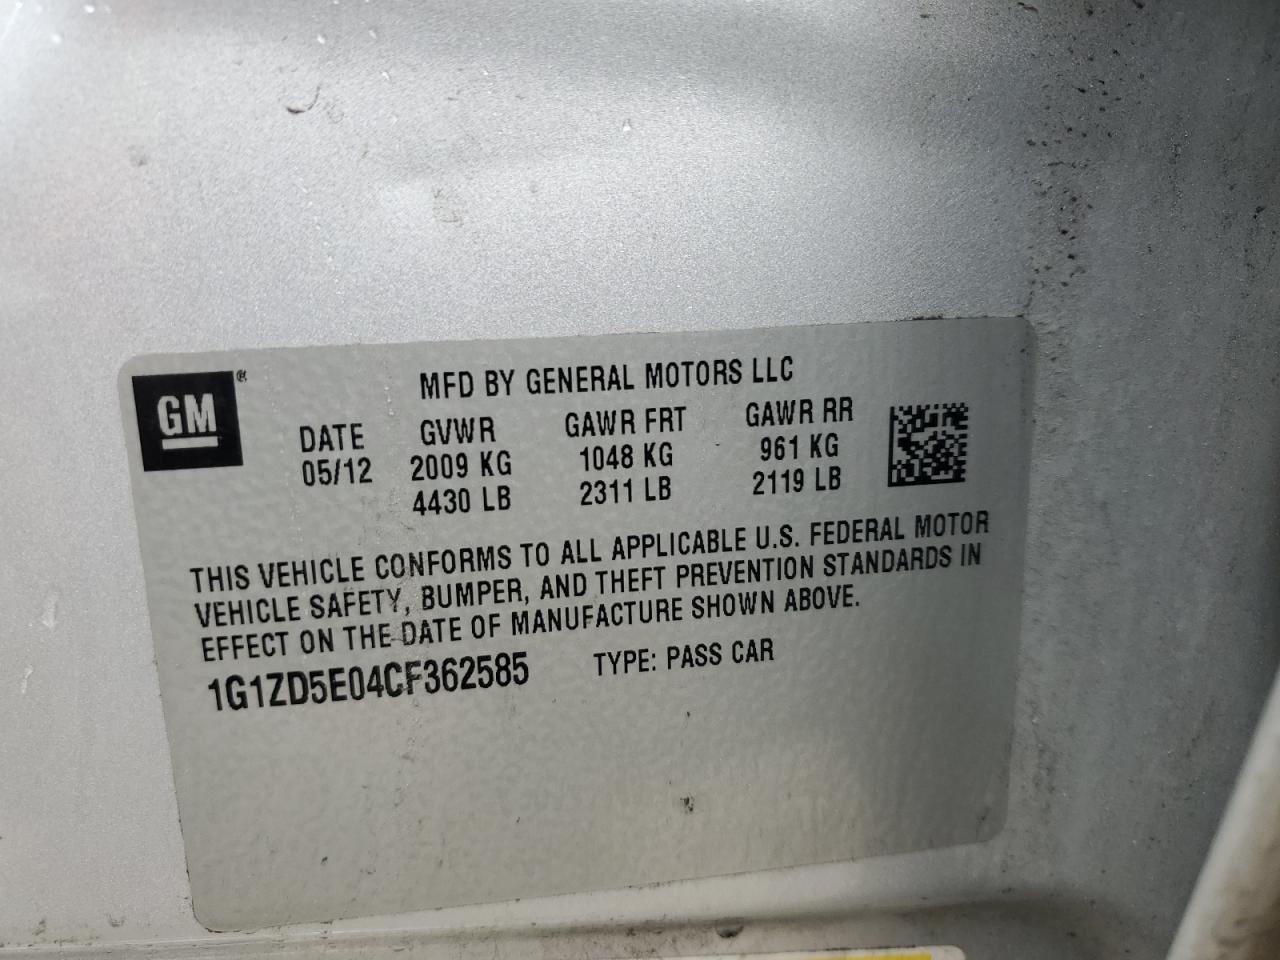 GM®
MFD BY GENERAL MOTORS LLC
DATE GVWR GAWR FRT GAWR RR
05/12 2009 KG 1048 KG 961 KG
4430 LB 2311 LB 2119 LB
THIS VEHICLE CONFORMS TO ALL APPLICABLE U.S. FEDERAL MOTOR
VEHICLE SAFETY, BUMPER, AND THEFT PREVENTION STANDARDS IN
EFFECT ON THE DATE OF MANUFACTURE SHOWN ABOVE.
1G1ZD5E04CF362585 TYPE: PASS CAR